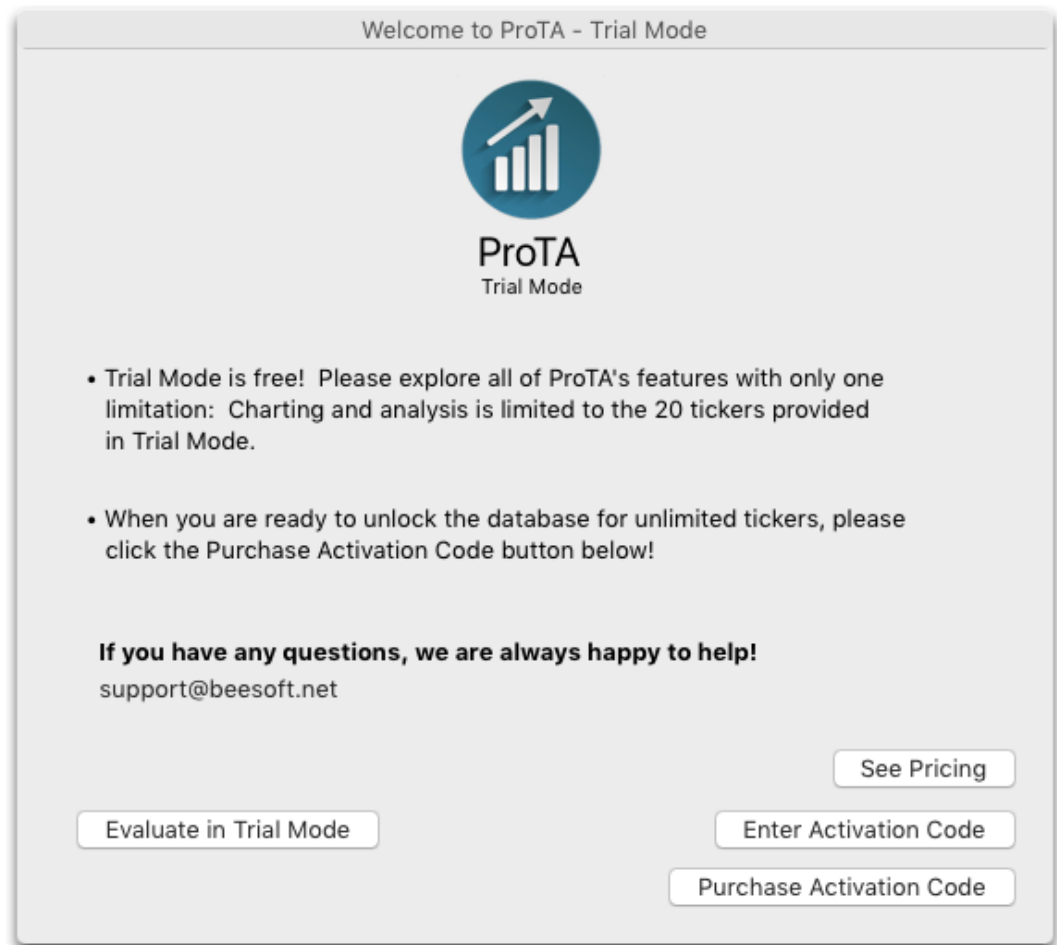 Welcome to ProTA - Trial Mode
ProTA
Trial Mode
• Trial Mode is free!  Please explore all of ProTA's features with only one
limitation:  Charting and analysis is limited to the 20 tickers provided
in Trial Mode.
• When you are ready to unlock the database for unlimited tickers, please
click the Purchase Activation Code button below!
If you have any questions, we are always happy to help!
support@beesoft.net
See Pricing
Evaluate in Trial Mode
Enter Activation Code
Purchase Activation Code